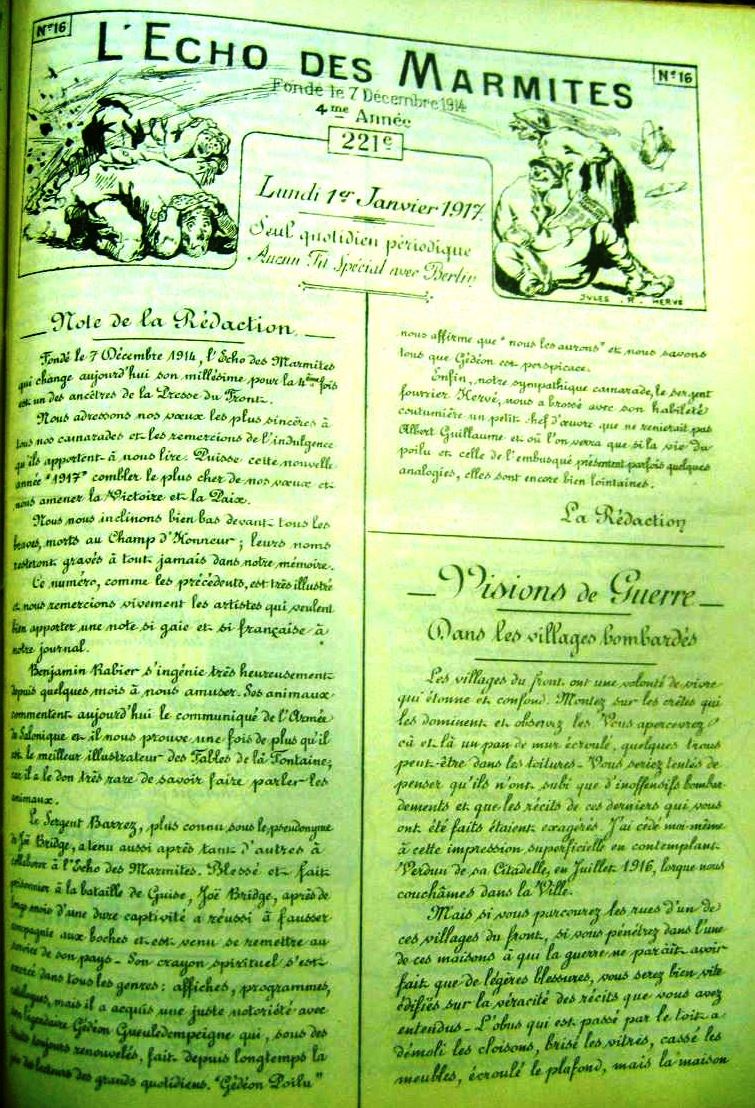 Nº 16
L'ECHO DES MARMITES
Nº 16
Fondé le 7 Décembre 1914
4me Année
221e
Lundi 1er Janvier 1917.
Seul quotidien périodique
Aucun Fil Spécial avec Berlin
JULES . R . HERVÉ
Note de la Rédaction
Fondé le 7 Décembre 1914, l'Echo des Marmites
qui change aujourd'hui son millésime pour la 4ème fois
est un des ancêtres de la Presse du Front.
Nous adressons nos vœux les plus sincères à
tous nos camarades et les remercions de l'indulgence
qu'ils apportent à nous lire. Puisse cette nouvelle
année "1917" combler le plus cher de nos vœux et
nous amener la Victoire et la Paix.
Nous nous inclinons bien bas devant tous les
braves, morts au Champ d'Honneur ; leurs noms
resteront gravés à tout jamais dans notre mémoire.
Ce numéro, comme les précédents, est très illustré
et nous remercions vivement les artistes qui veulent
bien apporter une note si gaie et si française à
notre journal.
Benjamin Rabier s'ingénie très heureusement
depuis quelques mois à nous amuser. Ses animaux
commentent aujourd'hui le communiqué de l'Armée
de Salonique et il nous prouve une fois de plus qu'il
est le meilleur illustrateur des Fables de la Fontaine;
car il a le don très rare de savoir faire parler les
animaux.
Le Sergent Barrez, plus connu sous le pseudonyme
de Joë Bridge, a tenu aussi après tant d'autres à
collaborer à l'Echo des Marmites. Blessé et fait
prisonnier à la bataille de Guise, Joë Bridge, après de
longs mois d'une dure captivité a réussi à fausser
compagnie aux boches et est venu se remettre au
service de son pays - Son crayon spirituel s'est
exercé dans tous les genres : affiches, programmes,
catalogues, mais il a acquis une juste notoriété avec
son légendaire Gédéon Gueuledempeigne qui, sous des
toujours renouvelés, fait depuis longtemps la
joie des lecteurs des grands quotidiens. "Gédéon Poilu"
nous affirme que "nous les aurons" et nous savons
tous que Gédéon est perspicace.
Enfin, notre sympathique camarade, le sergent
fourrier Hervé, nous a brossé avec son habileté
coutumière un petit chef d'œuvre que ne renierait pas
Albert Guillaume et où l'on verra que si la vie du
poilu et celle de l'embusqué présentent parfois quelques
analogies, elles sont encore bien lointaines.
La Rédaction
Visions de Guerre
Dans les villages bombardés
Les villages du front ont une volonté de vivre
qui étonne et confond. Montez sur les crêtes qui
les dominent et observez les. Vous apercevrez
çà et là un pan de mur écroulé, quelques trous
peut-être dans les toitures - Vous seriez tentés de
penser qu'ils n'ont subi que d'inoffensifs bombar-
dements et que les récits de ces derniers qui vous
ont été faits étaient exagérés. J'ai cédé moi-même
à cette impression superficielle en contemplant
Verdun de sa Citadelle, en Juillet 1916, lorsque nous
couchâmes dans la Ville.
Mais si vous parcourez les rues d'un de
ces villages du front, si vous pénétrez dans l'une
de ces maisons à qui la guerre ne paraît avoir
fait que de légères blessures, vous serez bien vite
édifiés sur la véracité des récits que vous avez
entendus - L'obus qui est passé par le toit a
démoli les cloisons, brisé les vitres, cassé les
meubles, écroulé le plafond, mais la maison